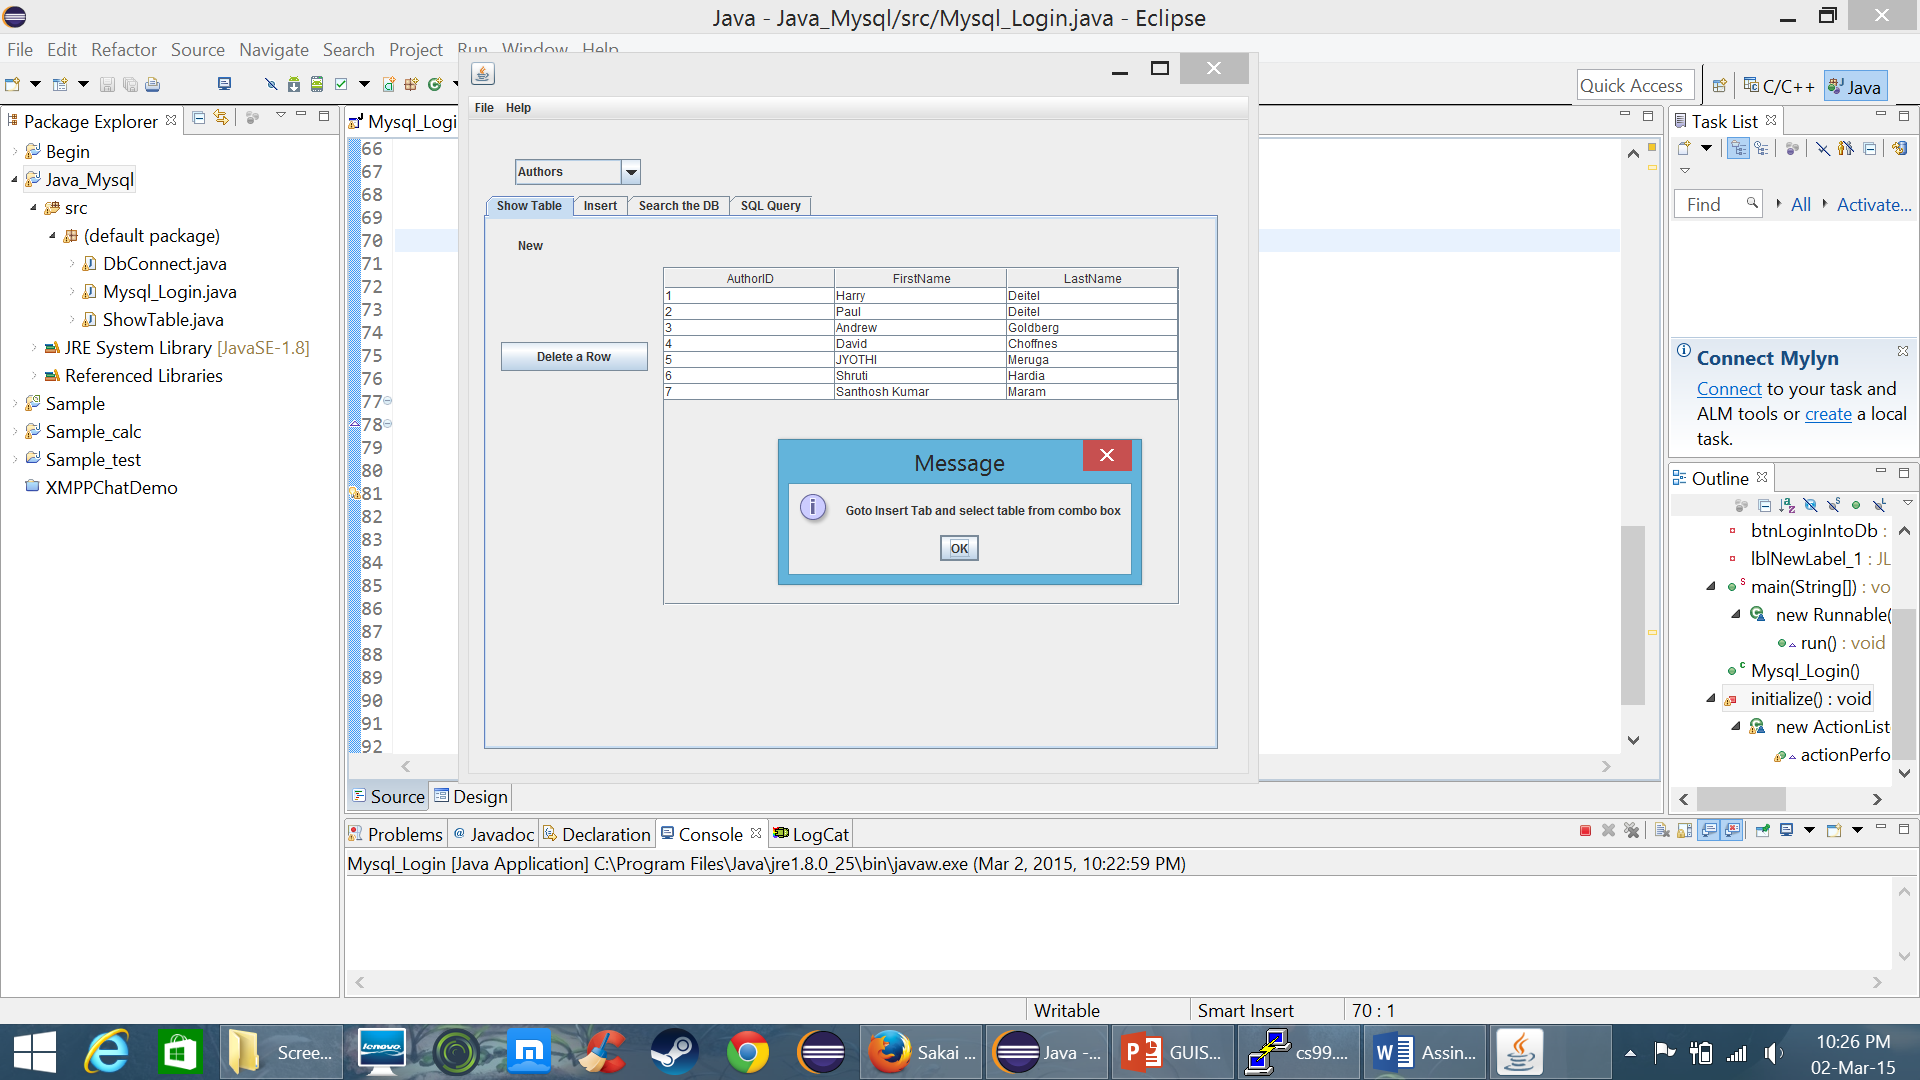 Java - Java_Mysql/src/Mysql_Login.java - Eclipse
File Edit Refactor Source Navigate Search Project Run Window Help
Quick Access
C/C++
Java
Package Explorer
Begin
Java_Mysql
src
(default package)
DbConnect.java
Mysql_Login.java
ShowTable.java
JRE System Library [JavaSE-1.8]
Referenced Libraries
Sample
Sample_calc
Sample_test
XMPPChatDemo
Mysql_Logi
66
67
68
69
70
71
72
73
74
75
76
77
78
79
80
81
82
83
84
85
86
87
88
89
90
91
92
Source Design
File Help
Authors
Show Table Insert Search the DB SQL Query
New
Delete a Row
AuthorID FirstName LastName
1 Harry Deitel
2 Paul Deitel
3 Andrew Goldberg
4 David Choffnes
5 JYOTHI Meruga
6 Shruti Hardia
7 Santhosh Kumar Maram
Message
Goto Insert Tab and select table from combo box
OK
Task List
Find All Activate...
Connect Mylyn
Connect to your task and
ALM tools or create a local
task.
Outline
btnLoginIntoDb :
lblNewLabel_1 : JL
main(String[]) : vo
new Runnable(
run() : void
Mysql_Login()
initialize() : void
new ActionList
actionPerfo
Problems @ Javadoc Declaration Console LogCat
Mysql_Login [Java Application] C:\Program Files\Java\jre1.8.0_25\bin\javaw.exe (Mar 2, 2015, 10:22:59 PM)
Writable Smart Insert 70 : 1
Scree... lenovo Sakai ... Java -... GUIS... cs99.... Assin...
10:26 PM
02-Mar-15